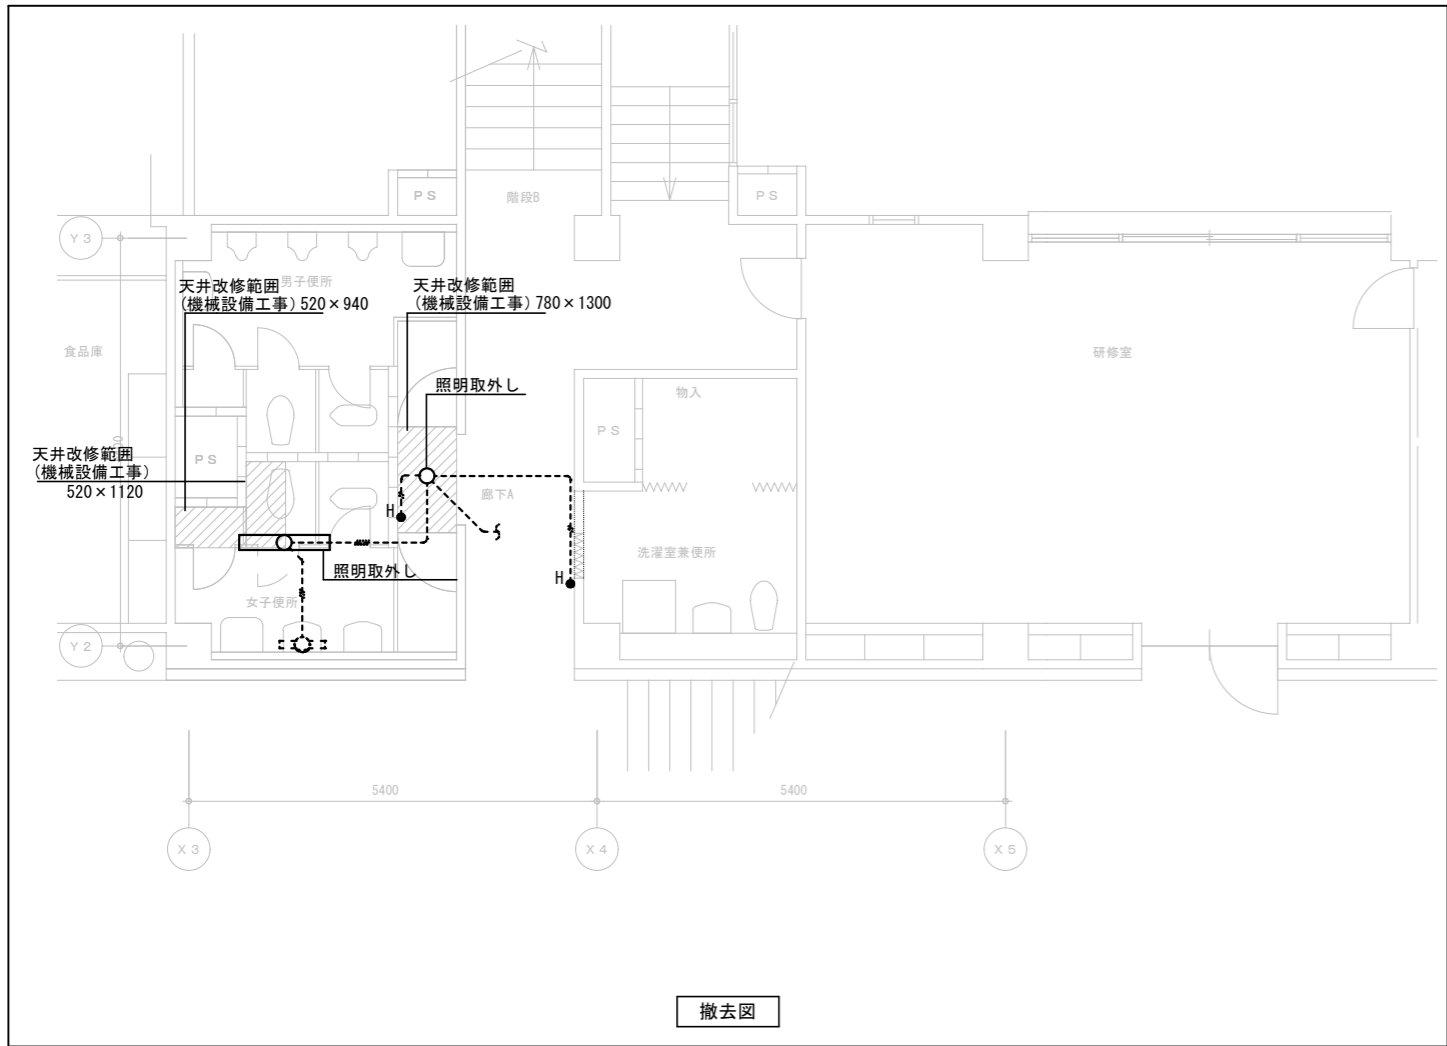 PS
階段B
PS
Y3
男子便所
天井改修範囲
(機械設備工事)520×940
天井改修範囲
(機械設備工事)780×1300
食品庫
研修室
照明取外し
物入
PS
天井改修範囲
(機械設備工事)
520×1120
PS
廊下A
H
洗濯室兼便所
H
照明取外し
女子便所
Y2
5400
5400
X3
X4
X5
撤去図